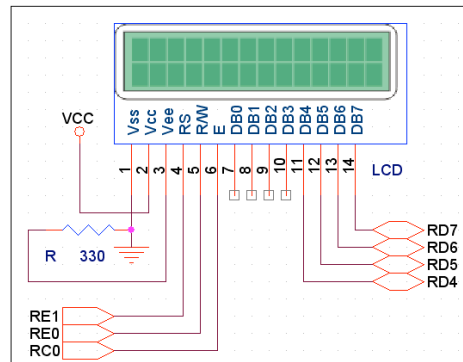 Vss
Vcc
Vee
RS
R/W
E
DB0
DB1
DB2
DB3
DB4
DB5
DB6
DB7
VCC
1
2
3
4
5
6
7
8
9
10
11
12
13
14
LCD
R 330
RD7
RD6
RD5
RD4
RE1
RE0
RC0